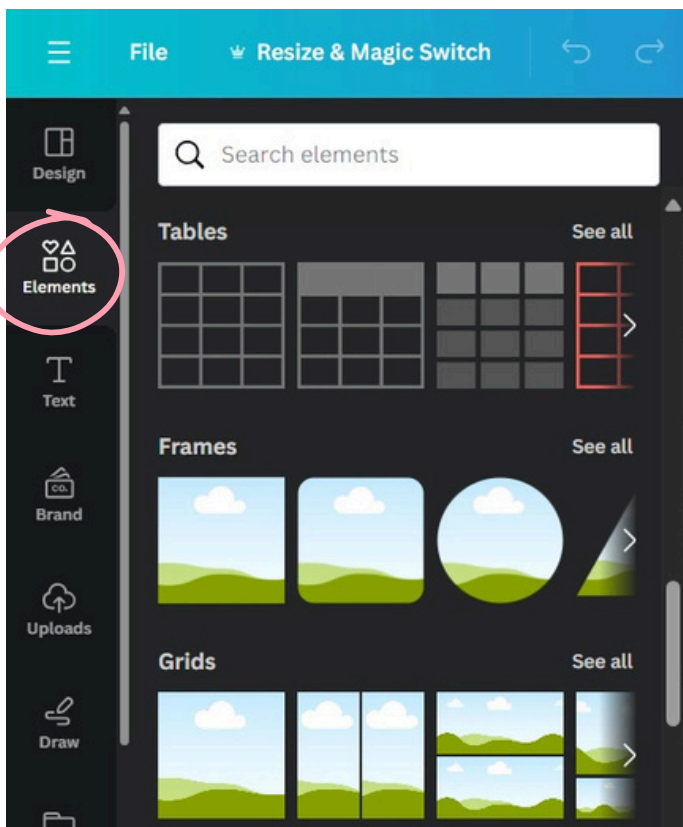 File
Resize & Magic Switch
Design
Elements
Text
CO.
Brand
Uploads
Draw
Search elements
Tables
See all
Frames
See all
Grids
See all